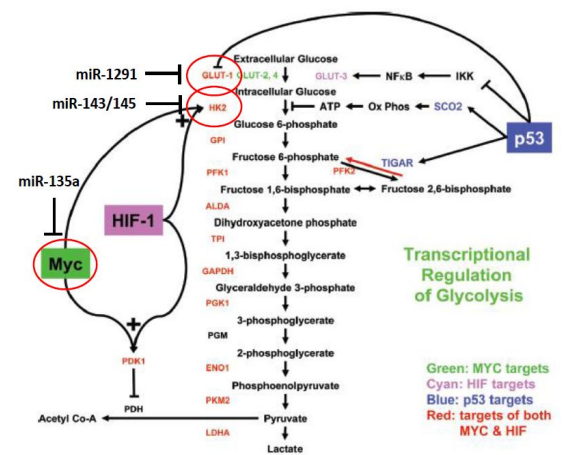 Extracellular Glucose
miR-1291
GLUT-1 GLUT-2, 4
GLUT-3
NFκB
IKK
Intracellular Glucose
miR-143/145
HK2
ATP
Ox Phos
SCO2
+
Glucose 6-phosphate
p53
GPI
Fructose 6-phosphate
TIGAR
PFK1
PFK2
miR-135a
Fructose 1,6-bisphosphate
Fructose 2,6-bisphosphate
ALDA
HIF-1
Dihydroxyacetone phosphate
TPI
Myc
1,3-bisphosphoglycerate
Transcriptional
Regulation
of Glycolysis
GAPDH
Glyceraldehyde 3-phosphate
PGK1
3-phosphoglycerate
+
PGM
2-phosphoglycerate
PDK1
ENO1
Green: MYC targets
Cyan: HIF targets
Blue: p53 targets
Red: targets of both
MYC & HIF
Phosphoenolpyruvate
PKM2
PDH
Acetyl Co-A
Pyruvate
LDHA
Lactate